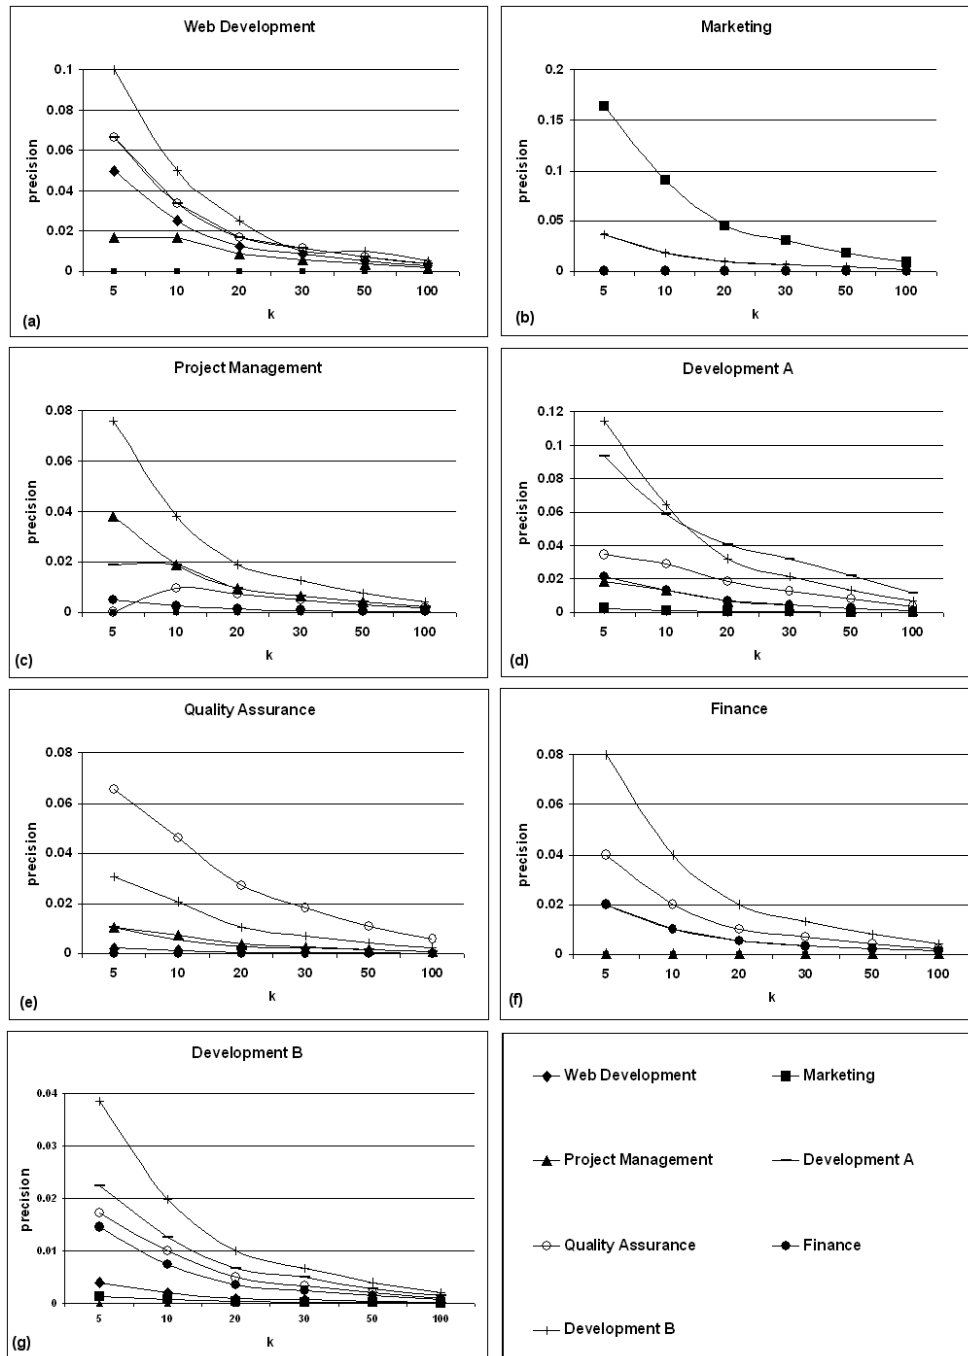 Web Development
0.1
0.08
0.06
0.04
0.02
0
precision
5 10 20 30 50 100
k
(a)
Marketing
0.2
0.15
0.1
0.05
0
precision
5 10 20 30 50 100
k
(b)
Project Management
0.08
0.06
0.04
0.02
0
precision
5 10 20 30 50 100
k
(c)
Development A
0.12
0.1
0.08
0.06
0.04
0.02
0
precision
5 10 20 30 50 100
k
(d)
Quality Assurance
0.08
0.06
0.04
0.02
0
precision
5 10 20 30 50 100
k
(e)
Finance
0.08
0.06
0.04
0.02
0
precision
5 10 20 30 50 100
k
(f)
Development B
0.04
0.03
0.02
0.01
0
precision
5 10 20 30 50 100
k
(g)
Web Development
Marketing
Project Management
Development A
Quality Assurance
Finance
Development B